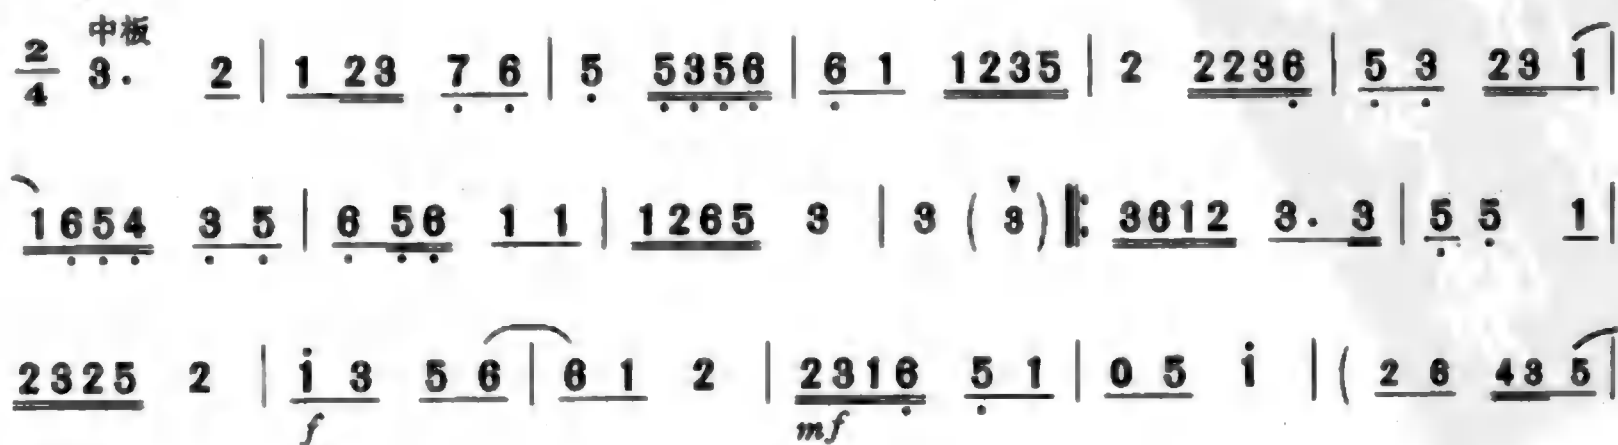 中板
2/4 3· 2 | 1 23 7 6 | 5 5356 | 6 1 1235 | 2 2236 | 5 3 23 1 |
1654 3 5 | 6 56 1 1 | 1265 3 | 3 ( 3 ) ‖: 3612 3· 3 | 5 5 1 |
2325 2 | i 3 5 6 | 6 1 2 | 2316 5 1 | 0 5 i | ( 2 6 43 5 |
f mf